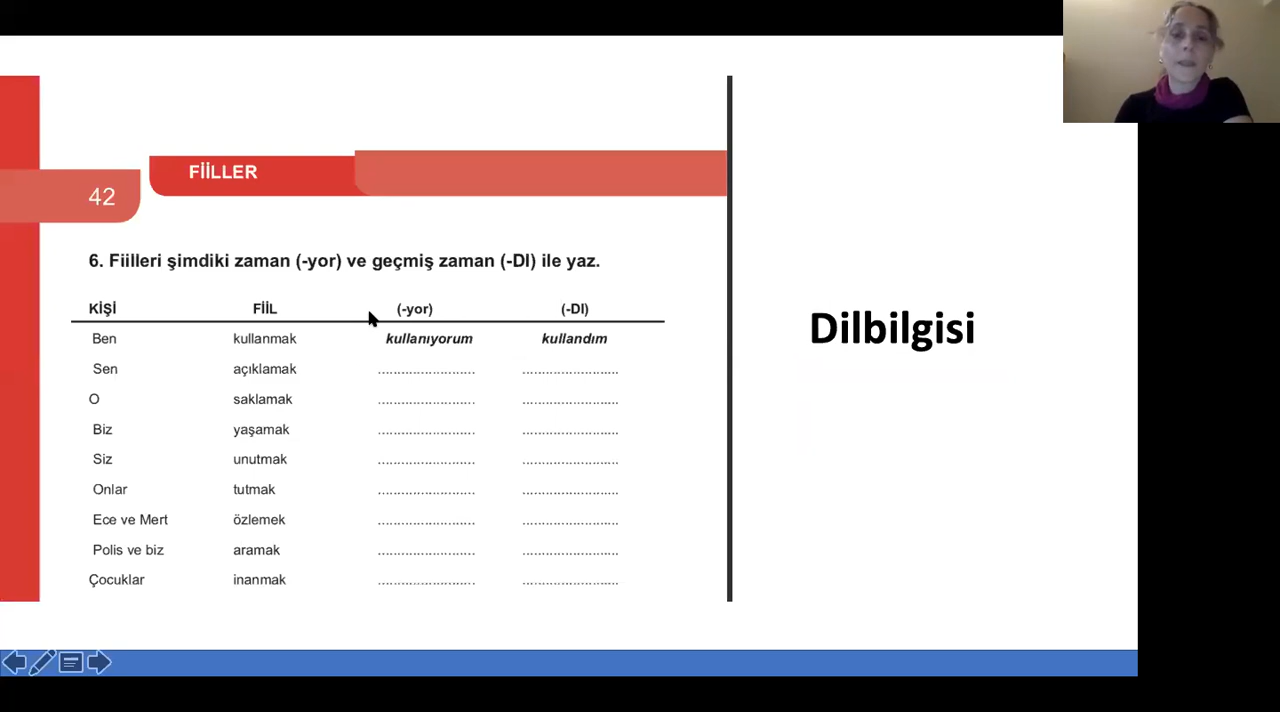 42
FİİLLER
6. Fiilleri şimdiki zaman (-yor) ve geçmiş zaman (-DI) ile yaz.
KİŞİ FİİL (-yor) (-DI)
Ben kullanmak kullanıyorum kullandım
Sen açıklamak ........................ ........................
O saklamak ........................ ........................
Biz yaşamak ........................ ........................
Siz unutmak ........................ ........................
Onlar tutmak ........................ ........................
Ece ve Mert özlemek ........................ ........................
Polis ve biz aramak ........................ ........................
Çocuklar inanmak ........................ ........................
Dilbilgisi